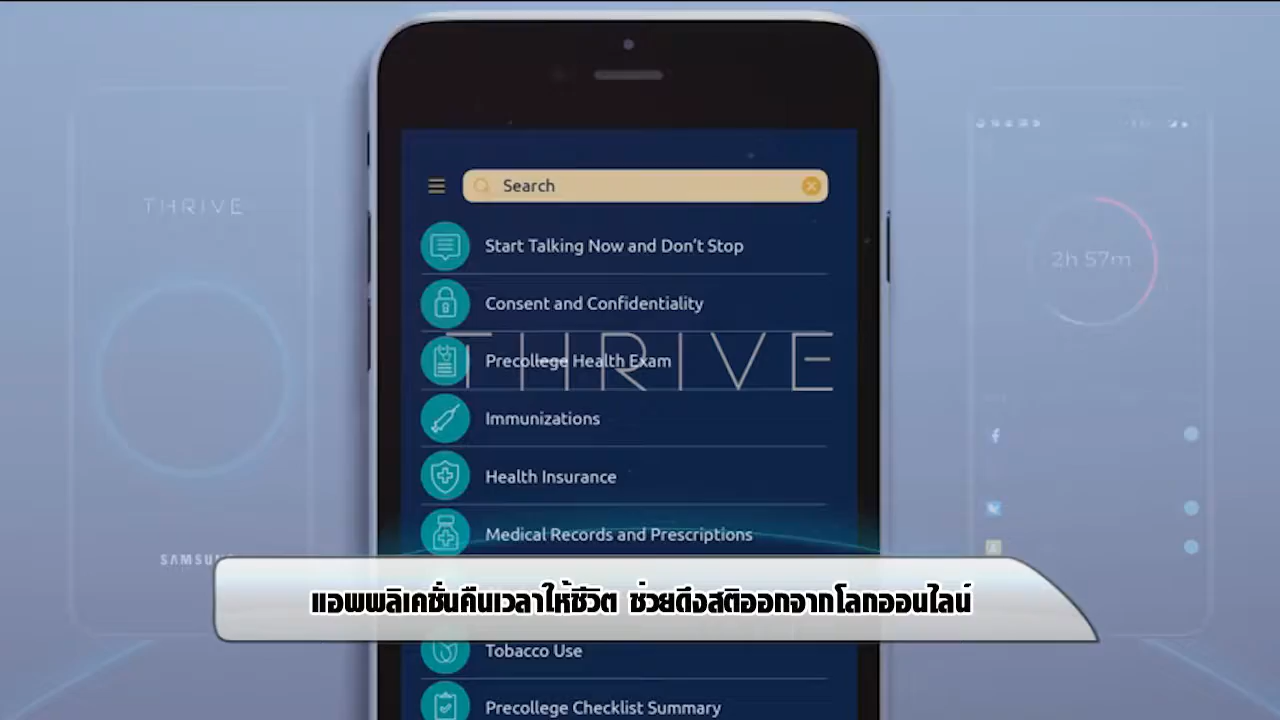 Search
Start Talking Now and Don't Stop
Consent and Confidentiality
Precollege Health Exam
THRIVE
Immunizations
Health Insurance
Medical Records and Prescriptions
แอพพลิเคชั่นคืนเวลาให้ชีวิต ช่วยดึงสติออกจากโลกออนไลน์
Tobacco Use
Precollege Checklist Summary
THRIVE
SAMSUNG
2h 57m